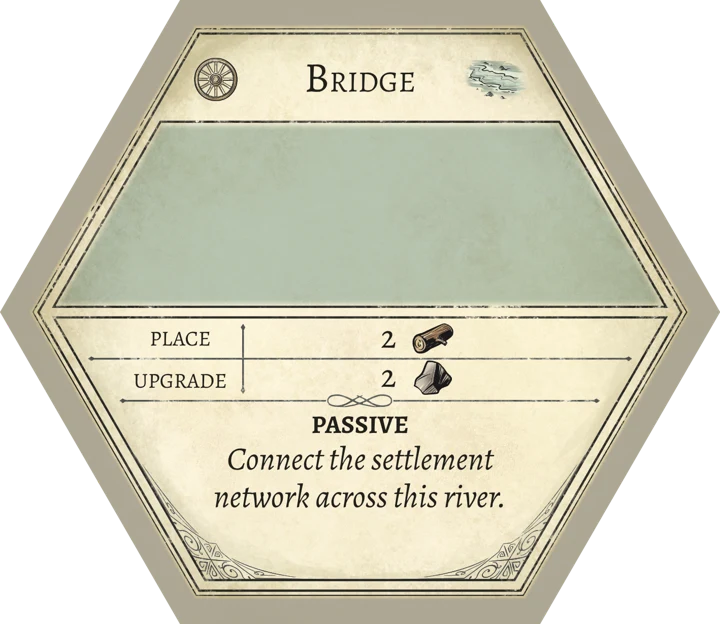 Bridge
PLACE 2
UPGRADE 2
PASSIVE
Connect the settlement
network across this river.